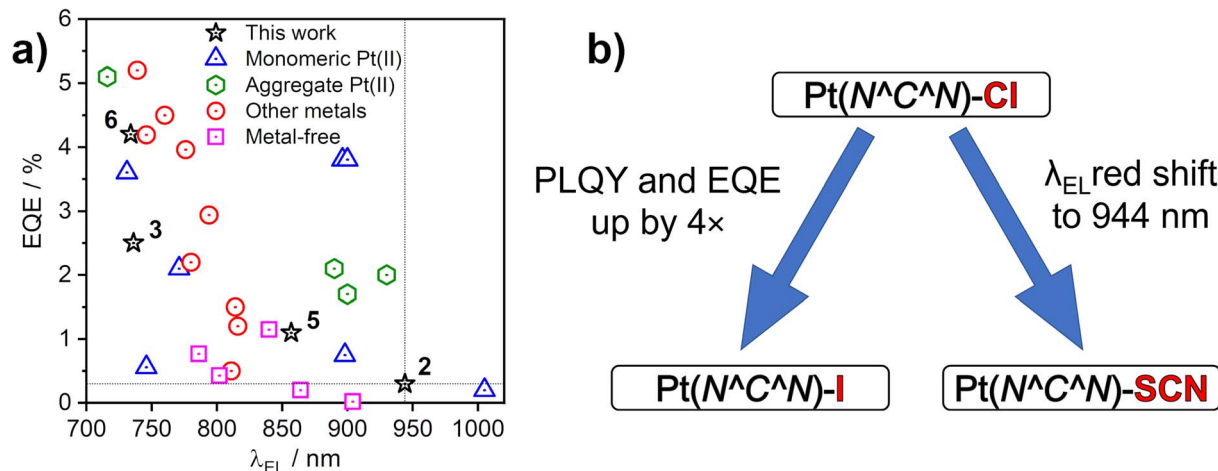 a)
EQE / %
6
5
4
3
2
1
0
This work
Monomeric Pt(II)
Aggregate Pt(II)
Other metals
Metal-free
6
3
5
2
700 750 800 850 900 950 1000
λEL / nm
b)
Pt(N^C^N)-Cl
PLQY and EQE
up by 4×
λEL red shift
to 944 nm
Pt(N^C^N)-I
Pt(N^C^N)-SCN